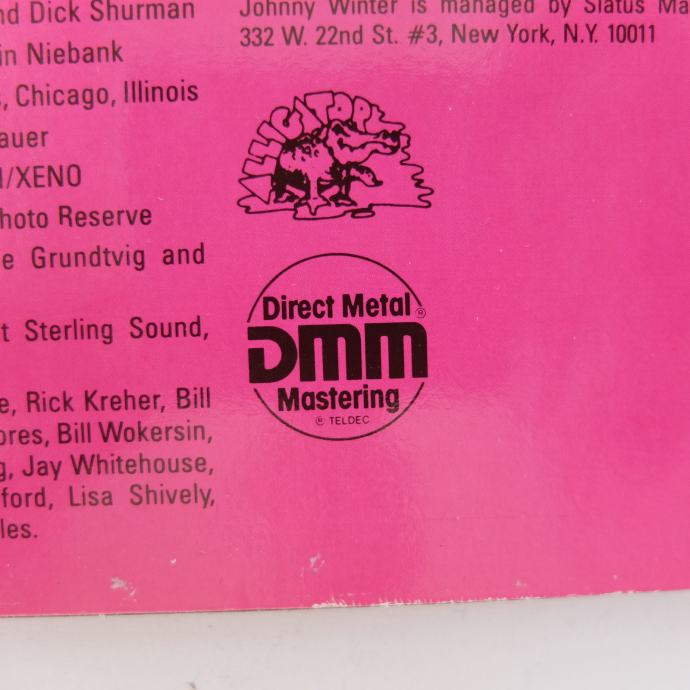 nd Dick Shurman
in Niebank
, Chicago, Illinois
auer
/XENO
hoto Reserve
e Grundtvig and
t Sterling Sound,
e, Rick Kreher, Bill
ores, Bill Wokersin,
g, Jay Whitehouse,
ford, Lisa Shively,
les.
Johnny Winter is managed by Slatus Ma
332 W. 22nd St. #3, New York, N.Y. 10011
ALLIGATOR
Direct Metal ®
DMM
Mastering
® TELDEC